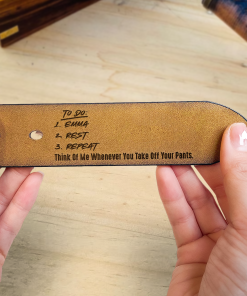 TO DO:
1. EMMA
2. REST
3. REPEAT
Think Of Me Whenever You Take Off Your Pants.